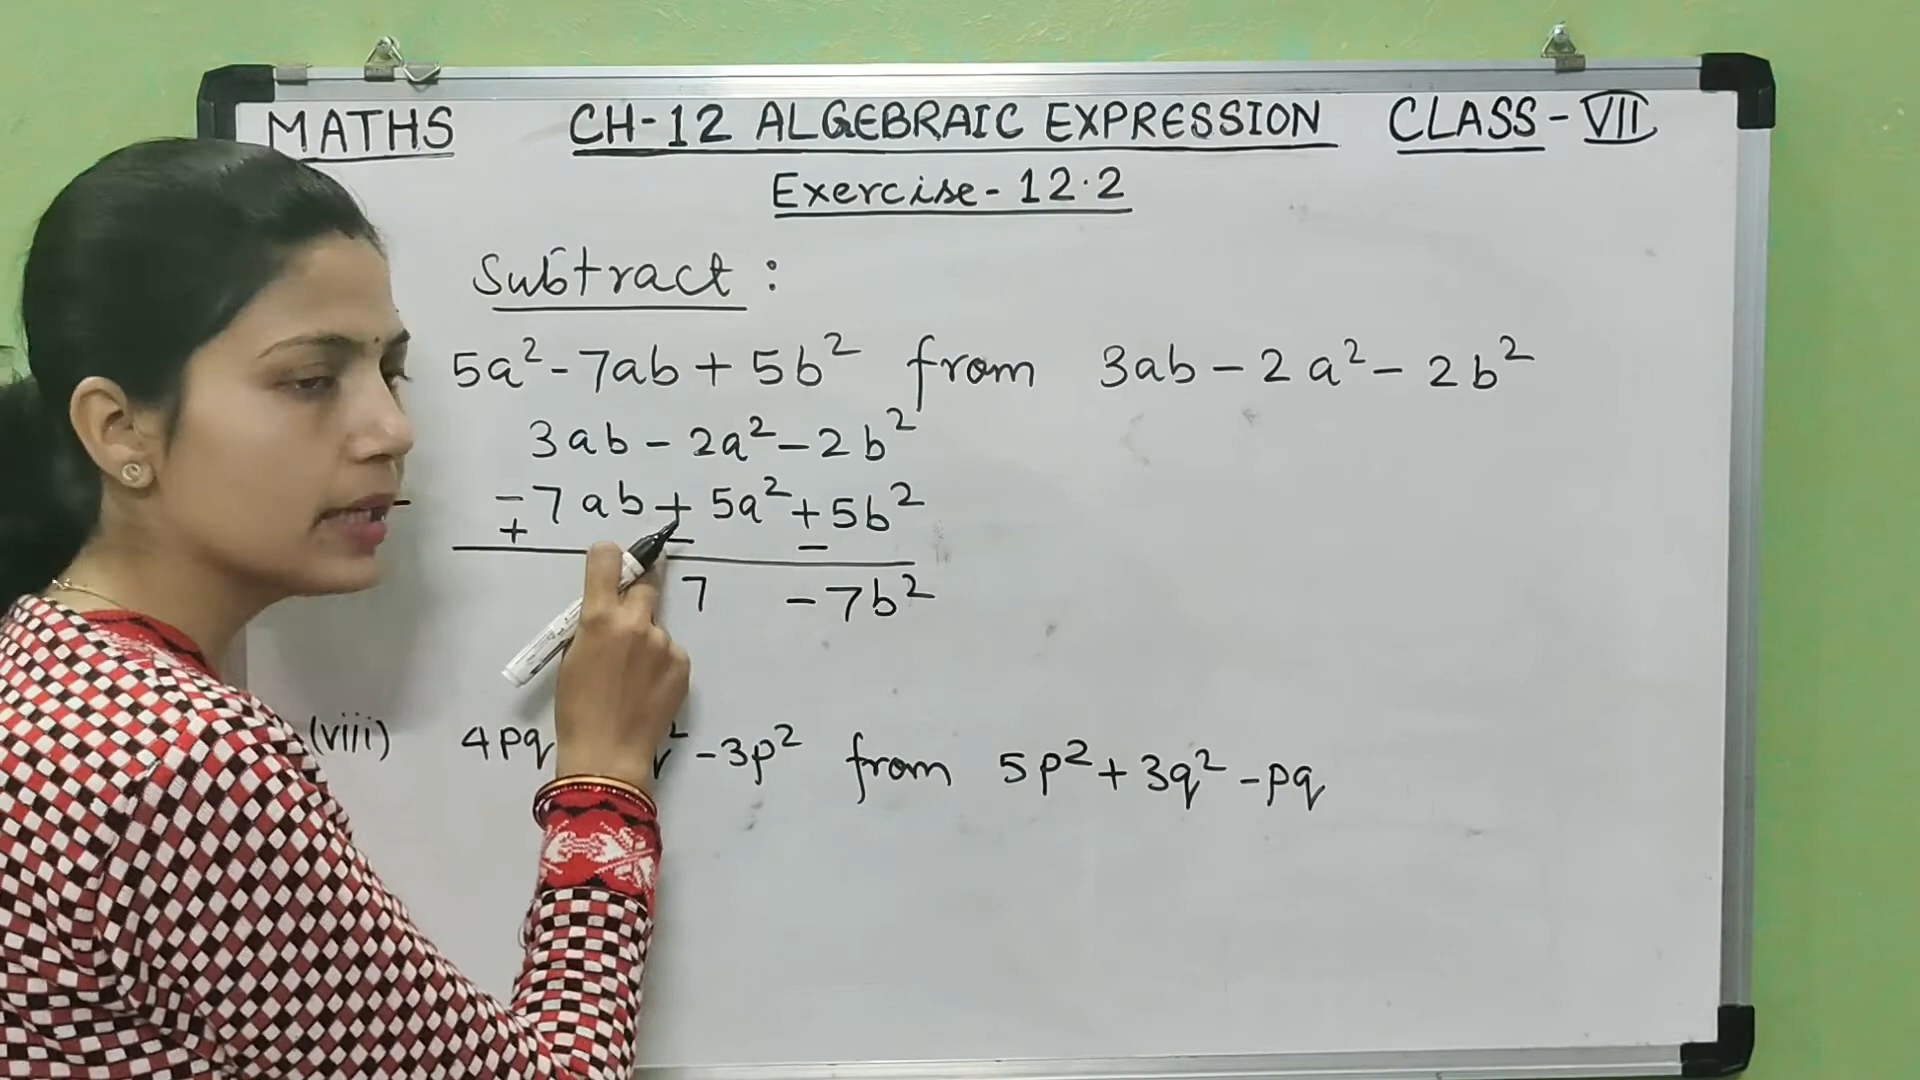 MATHS CH-12 ALGEBRAIC EXPRESSION CLASS-VII
Exercise-12.2
Subtract:
5a² - 7ab + 5b² from 3ab - 2a² - 2b²
3ab - 2a² - 2b²
- 7ab + 5a² + 5b²
+ - -
7 - 7b²
(viii) 4pq ² - 3p² from 5p² + 3q² - pq